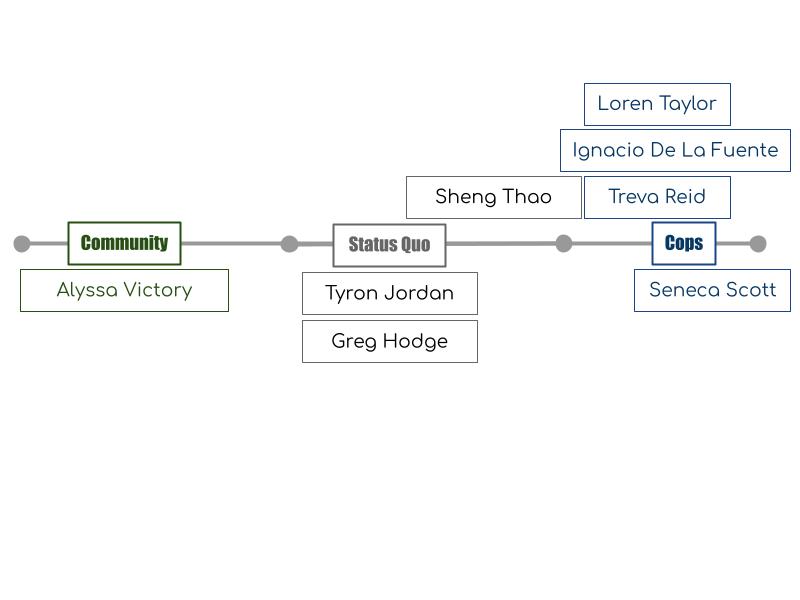 Loren Taylor
Ignacio De La Fuente
Sheng Thao
Treva Reid
Community
Status Quo
Cops
Alyssa Victory
Tyron Jordan
Seneca Scott
Greg Hodge